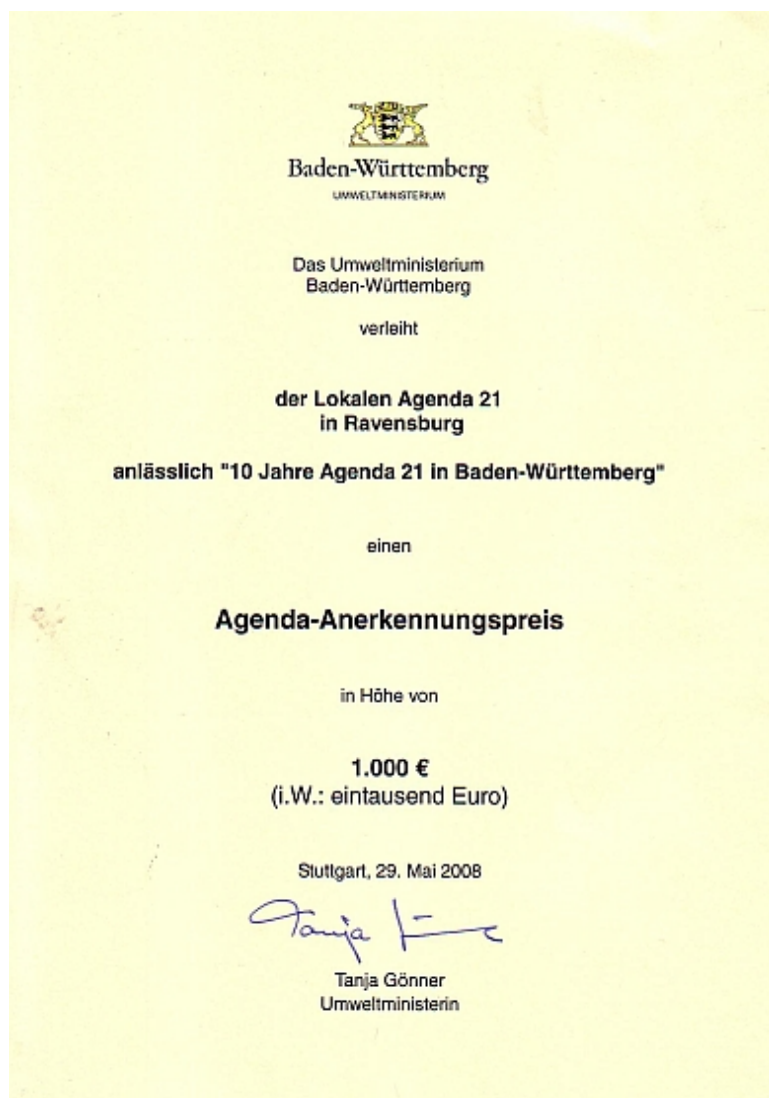 Baden-Württemberg
UMWELTMINISTERIUM
Das Umweltministerium
Baden-Württemberg
verleiht
der Lokalen Agenda 21
in Ravensburg
anlässlich "10 Jahre Agenda 21 in Baden-Württemberg"
einen
Agenda-Anerkennungspreis
in Höhe von
1.000 €
(i.W.: eintausend Euro)
Stuttgart, 29. Mai 2008
Tanja Gönner
Tanja Gönner
Umweltministerin